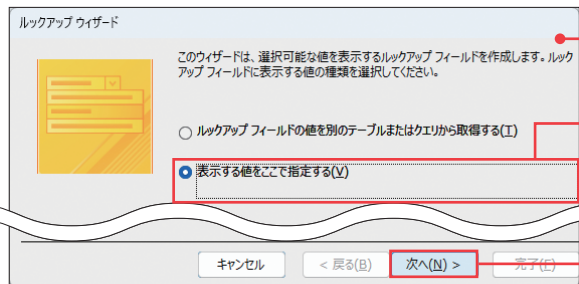 ルックアップ ウィザード
このウィザードは、選択可能な値を表示するルックアップ フィールドを作成します。ルック
アップ フィールドに表示する値の種類を選択してください。
ルックアップ フィールドの値を別のテーブルまたはクエリから取得する(T)
表示する値をここで指定する(V)
キャンセル
< 戻る(B)
次へ(N) >
完了(F)